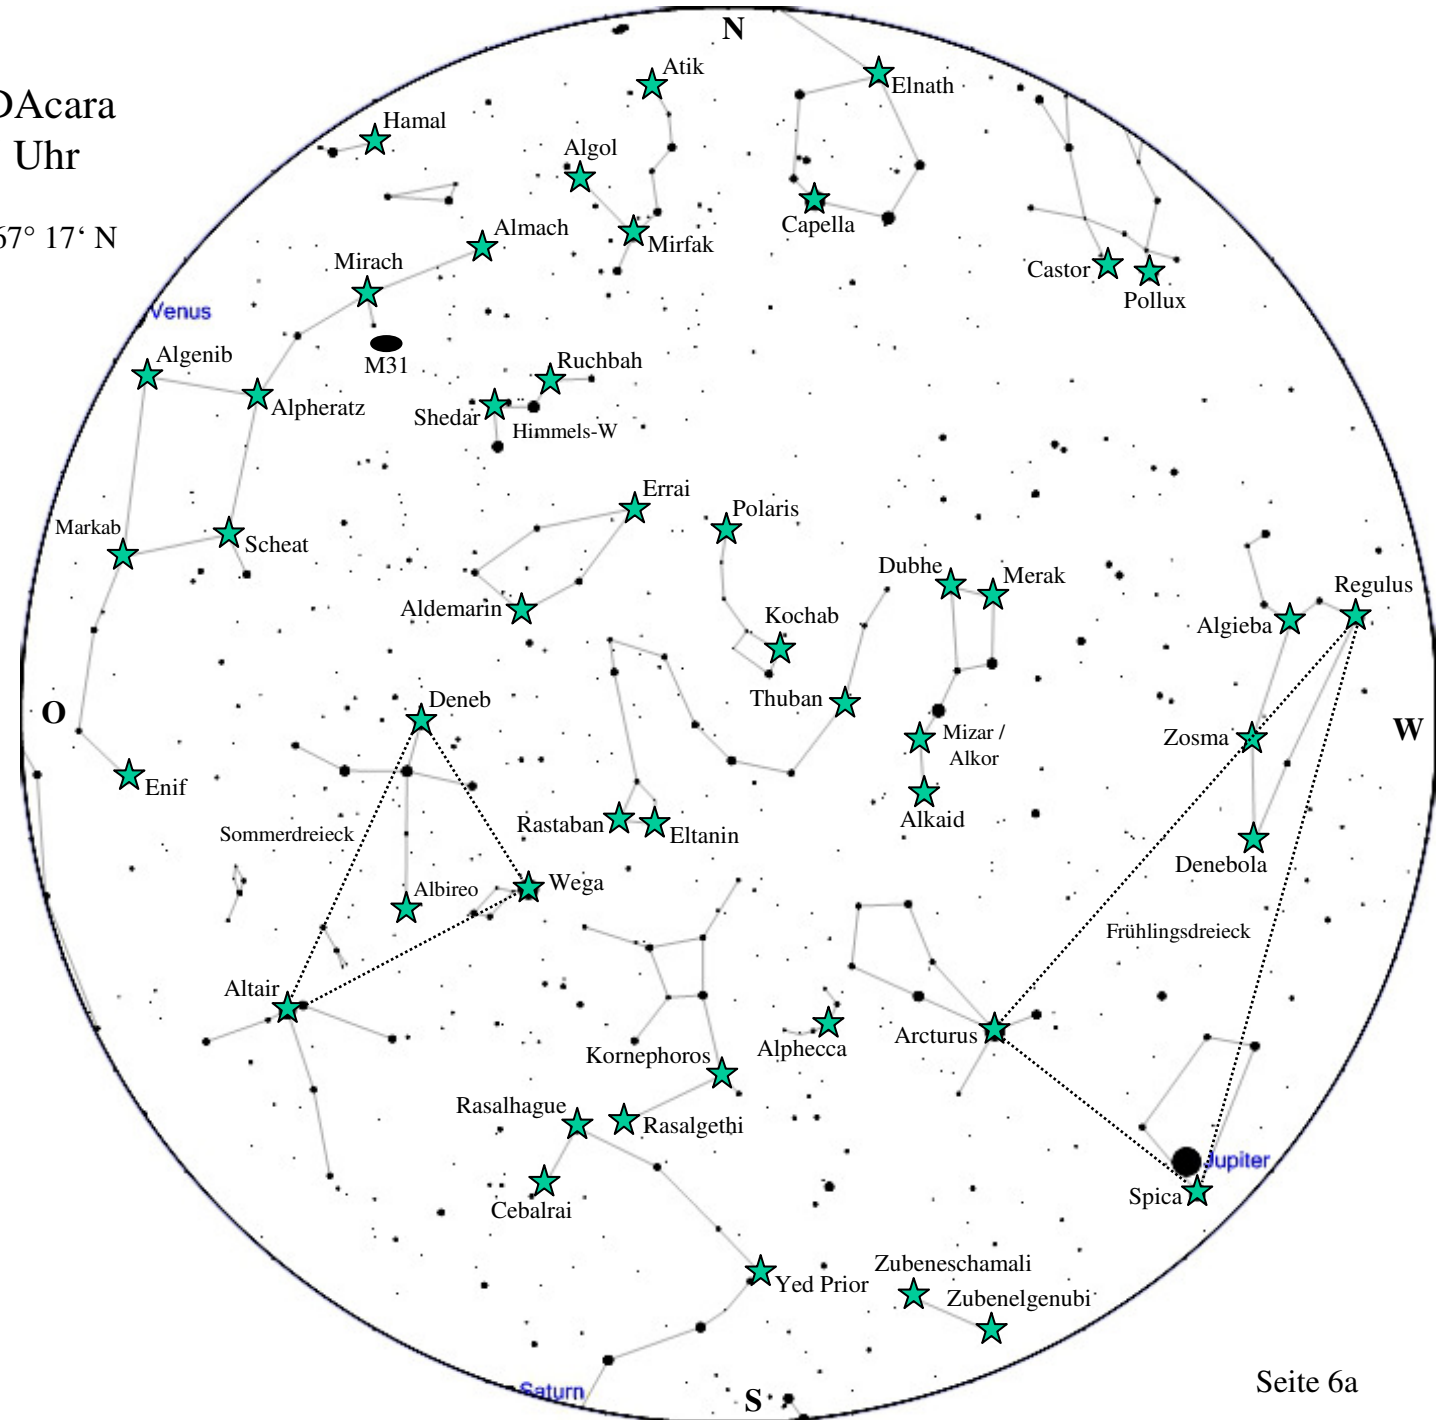 N
Atik
Elnath
DAcara
Hamal
Uhr
Algol
Capella
67° 17‘ N
Almach
Mirfak
Mirach
Castor
Pollux
Venus
Algenib
M31
Ruchbah
Alpheratz
Shedar
Himmels-W
Errai
Polaris
Markab
Scheat
Dubhe
Merak
Regulus
Aldemarin
Kochab
Algieba
Deneb
Thuban
O
Mizar /
Alkor
Zosma
W
Enif
Sommerdreieck
Rastaban
Eltanin
Alkaid
Denebola
Albireo
Wega
Frühlingsdreieck
Altair
Arcturus
Alphecca
Kornephoros
Rasalhague
Rasalgethi
Jupiter
Spica
Cebalrai
Zubeneschamali
Yed Prior
Zubenelgenubi
Saturn
S
Seite 6a